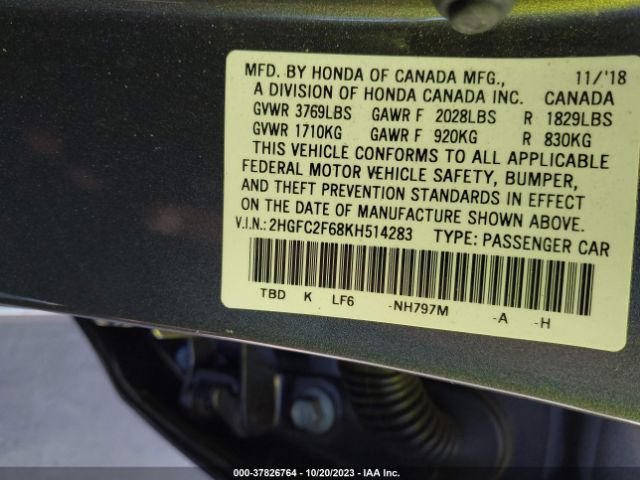 MFD. BY HONDA OF CANADA MFG., 11/'18
A DIVISION OF HONDA CANADA INC. CANADA
GVWR 3769LBS GAWR F 2028LBS R 1829LBS
GVWR 1710KG GAWR F 920KG R 830KG
THIS VEHICLE CONFORMS TO ALL APPLICABLE
FEDERAL MOTOR VEHICLE SAFETY, BUMPER,
AND THEFT PREVENTION STANDARDS IN EFFECT
ON THE DATE OF MANUFACTURE SHOWN ABOVE.
V.I.N.: 2HGFC2F68KH514283 TYPE: PASSENGER CAR
TBD K LF6 -NH797M -A -H
000-37826764 | 10/20/2023 | IAA Inc.